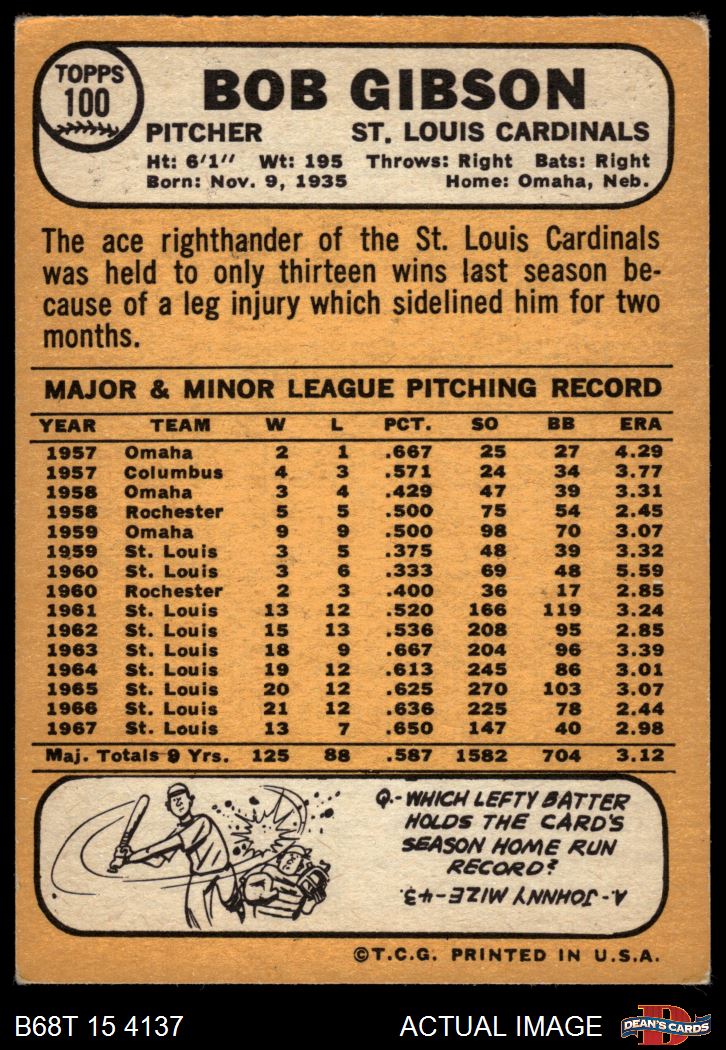 TOPPS
100
BOB GIBSON
PITCHER ST. LOUIS CARDINALS
Ht: 6'1" Wt: 195 Throws: Right Bats: Right
Born: Nov. 9, 1935 Home: Omaha, Neb.
The ace righthander of the St. Louis Cardinals
was held to only thirteen wins last season be-
cause of a leg injury which sidelined him for two
months.
MAJOR & MINOR LEAGUE PITCHING RECORD
YEAR TEAM W L PCT. SO BB ERA
1957 Omaha 2 1 .667 25 27 4.29
1957 Columbus 4 3 .571 24 34 3.77
1958 Omaha 3 4 .429 47 39 3.31
1958 Rochester 5 5 .500 75 54 2.45
1959 Omaha 9 9 .500 98 70 3.07
1959 St. Louis 3 5 .375 48 39 3.32
1960 St. Louis 3 6 .333 69 48 5.59
1960 Rochester 2 3 .400 36 17 2.85
1961 St. Louis 13 12 .520 166 119 3.24
1962 St. Louis 15 13 .536 208 95 2.85
1963 St. Louis 18 9 .667 204 96 3.39
1964 St. Louis 19 12 .613 245 86 3.01
1965 St. Louis 20 12 .625 270 103 3.07
1966 St. Louis 21 12 .636 225 78 2.44
1967 St. Louis 13 7 .650 147 40 2.98
Maj. Totals 9 Yrs. 125 88 .587 1582 704 3.12
Q.- WHICH LEFTY BATTER
HOLDS THE CARD'S
SEASON HOME RUN
RECORD?
A. JOHNNY MIZE-43.
©T.C.G. PRINTED IN U.S.A.
B68T 15 4137 ACTUAL IMAGE
DEAN'S CARDS